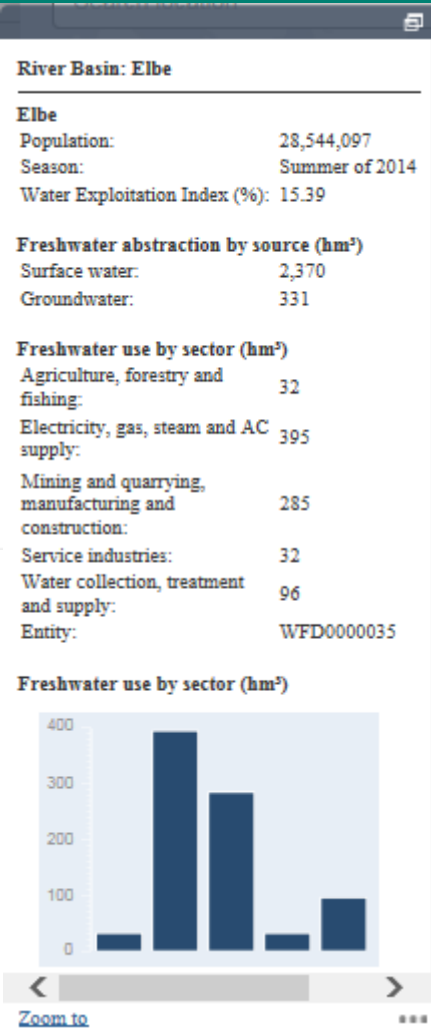 River Basin: Elbe
Elbe
Population: 28,544,097
Season: Summer of 2014
Water Exploitation Index (%): 15.39
Freshwater abstraction by source (hm³)
Surface water: 2,370
Groundwater: 331
Freshwater use by sector (hm³)
Agriculture, forestry and
fishing: 32
Electricity, gas, steam and AC
supply: 395
Mining and quarrying,
manufacturing and
construction: 285
Service industries: 32
Water collection, treatment
and supply: 96
Entity: WFD0000035
Freshwater use by sector (hm³)
400
300
200
100
0
Zoom to